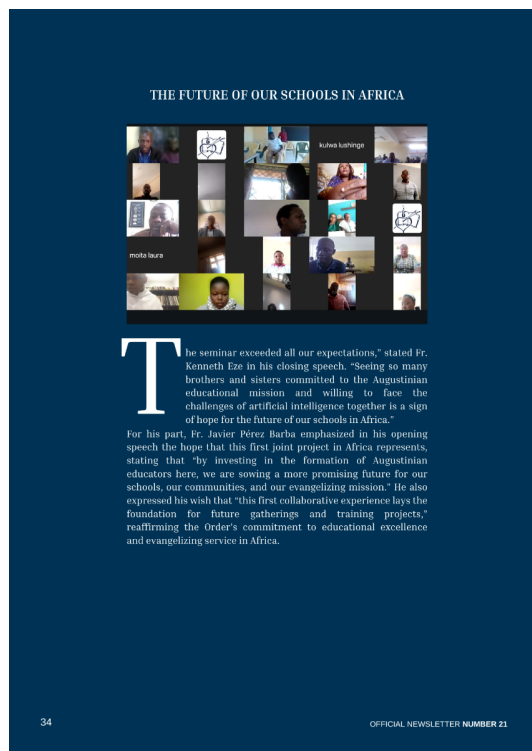 THE FUTURE OF OUR SCHOOLS IN AFRICA
kulwa lushinge
moita laura
The seminar exceeded all our expectations,” stated Fr.
Kenneth Eze in his closing speech. “Seeing so many
brothers and sisters committed to the Augustinian
educational mission and willing to face the
challenges of artificial intelligence together is a sign
of hope for the future of our schools in Africa.”
For his part, Fr. Javier Pérez Barba emphasized in his opening
speech the hope that this first joint project in Africa represents,
stating that “by investing in the formation of Augustinian
educators here, we are sowing a more promising future for our
schools, our communities, and our evangelizing mission.” He also
expressed his wish that “this first collaborative experience lays the
foundation for future gatherings and training projects,”
reaffirming the Order’s commitment to educational excellence
and evangelizing service in Africa.
34
OFFICIAL NEWSLETTER NUMBER 21